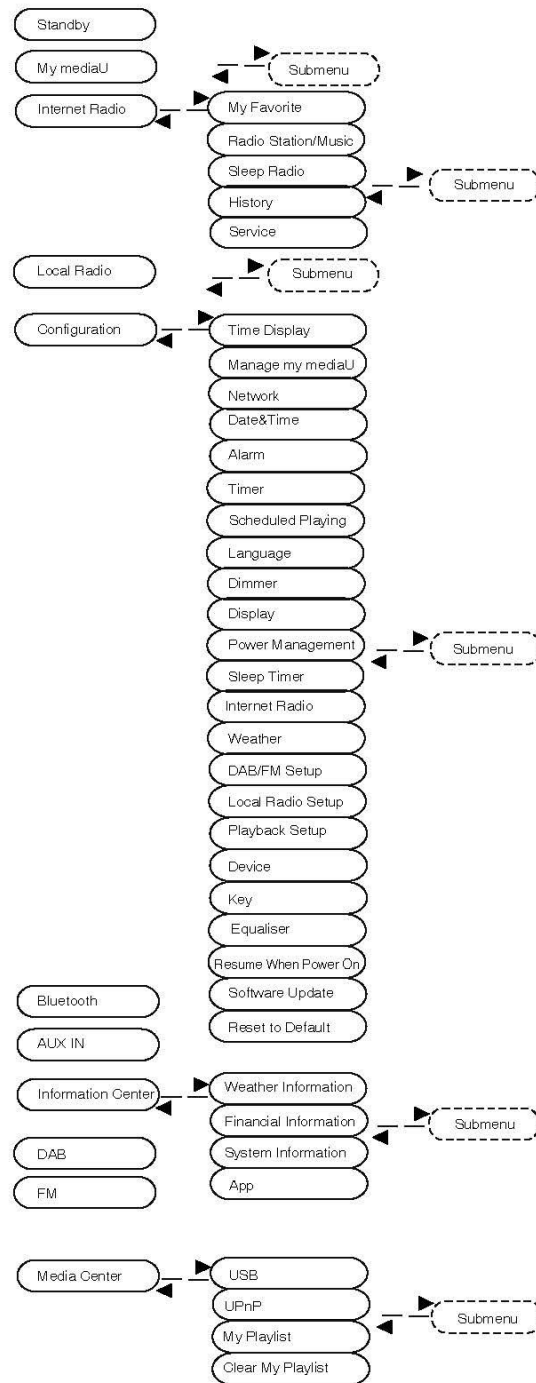 Standby
My mediaU
Submenu
Internet Radio
My Favorite
Radio Station/Music
Sleep Radio
History
Submenu
Service
Local Radio
Submenu
Configuration
Time Display
Manage my mediaU
Network
Date&Time
Alarm
Timer
Scheduled Playing
Language
Dimmer
Display
Power Management
Submenu
Sleep Timer
Internet Radio
Weather
DAB/FM Setup
Local Radio Setup
Playback Setup
Device
Key
Equaliser
Resume When Power On
Software Update
Bluetooth
Reset to Default
AUX IN
Information Center
Weather Information
Financial Information
Submenu
System Information
DAB
App
FM
Media Center
USB
UPnP
Submenu
My Playlist
Clear My Playlist